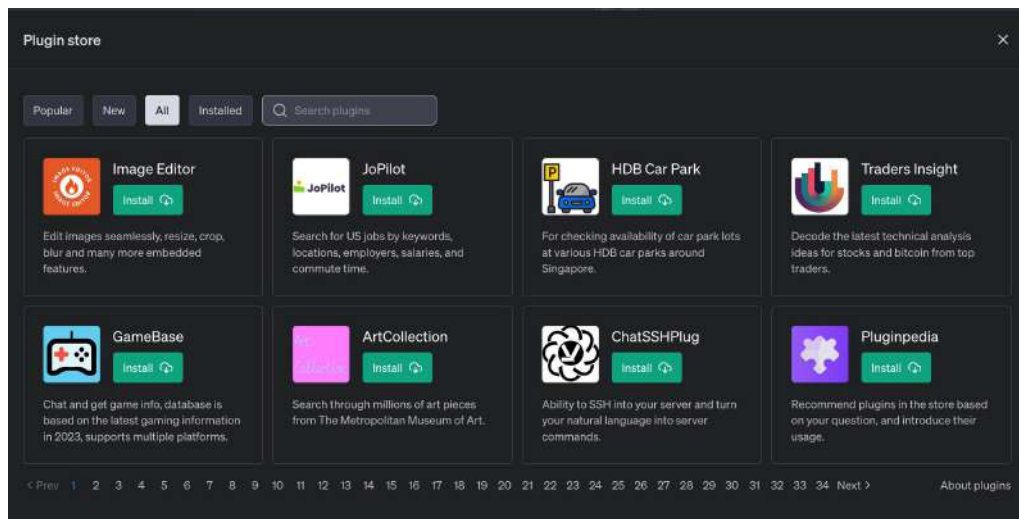 Plugin store
Popular
New
All
Installed
Search plugins
IMAGE EDITOR
IMAGE EDITOR
Image Editor
Install
Edit images seamlessly, resize, crop,
blur and many more embedded
features.
JoPilot
JoPilot
Install
Search for US jobs by keywords,
locations, employers, salaries, and
commute time.
P
HDB Car Park
Install
For checking availability of car park lots
at various HDB car parks around
Singapore.
Traders Insight
Install
Decode the latest technical analysis
ideas for stocks and bitcoin from top
traders.
GameBase
Install
Chat and get game info, database is
based on the latest gaming information
in 2023, supports multiple platforms.
Art
Collection
ArtCollection
Install
Search through millions of art pieces
from The Metropolitan Museum of Art.
ChatSSHPlug
Install
Ability to SSH into your server and turn
your natural language into server
commands.
Pluginpedia
Install
Recommend plugins in the store based
on your question, and introduce their
usage.
< Prev 1 2 3 4 5 6 7 8 9 10 11 12 13 14 15 16 17 18 19 20 21 22 23 24 25 26 27 28 29 30 31 32 33 34 Next >
About plugins